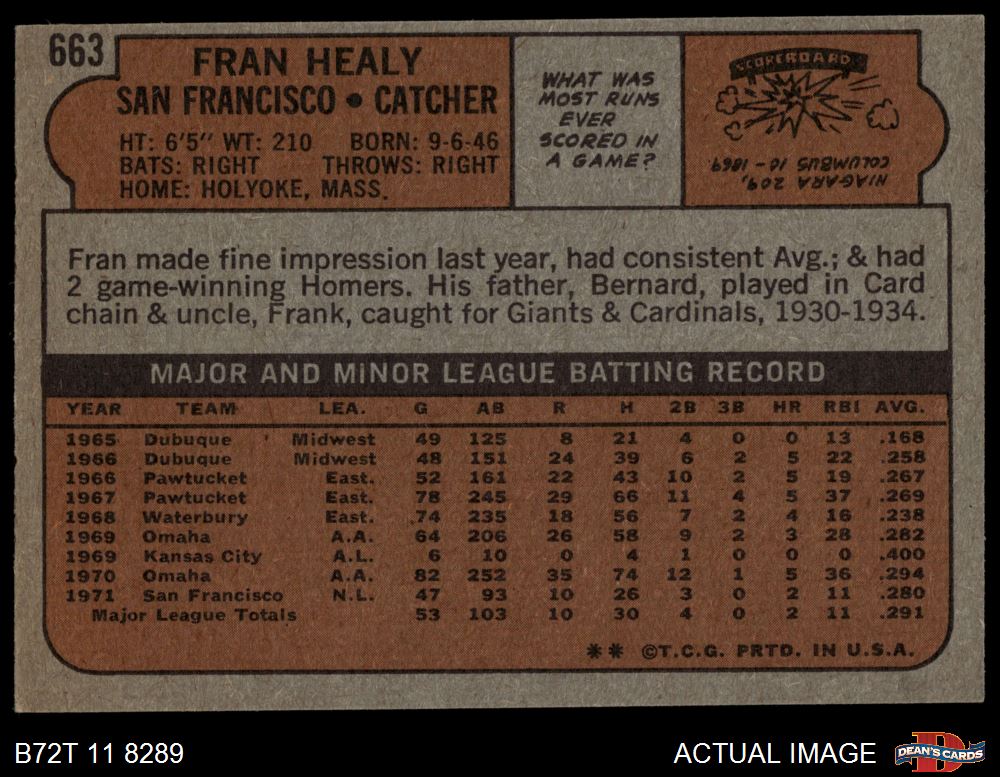 663
FRAN HEALY
SAN FRANCISCO • CATCHER
HT: 6'5" WT: 210 BORN: 9-6-46
BATS: RIGHT THROWS: RIGHT
HOME: HOLYOKE, MASS.
WHAT WAS
MOST RUNS
EVER
SCORED IN
A GAME?
SCOREBOARD
NIAGARA 209,
COLUMBUS 10 - 1869
Fran made fine impression last year, had consistent Avg.; & had
2 game-winning Homers. His father, Bernard, played in Card
chain & uncle, Frank, caught for Giants & Cardinals, 1930-1934.
MAJOR AND MINOR LEAGUE BATTING RECORD
YEAR TEAM LEA. G AB R H 2B 3B HR RBI AVG.
1965 Dubuque Midwest 49 125 8 21 4 0 0 13 .168
1966 Dubuque Midwest 48 151 24 39 6 2 5 22 .258
1966 Pawtucket East. 52 161 22 43 10 2 5 19 .267
1967 Pawtucket East. 78 245 29 66 11 4 5 37 .269
1968 Waterbury East. 74 235 18 56 7 2 4 16 .238
1969 Omaha A.A. 64 206 26 58 9 2 3 28 .282
1969 Kansas City A.L. 6 10 0 4 1 0 0 0 .400
1970 Omaha A.A. 82 252 35 74 12 1 5 36 .294
1971 San Francisco N.L. 47 93 10 26 3 0 2 11 .280
Major League Totals 53 103 10 30 4 0 2 11 .291
** ©T.C.G. PRTD. IN U.S.A.
B72T 11 8289
ACTUAL IMAGE
DEAN'S CARDS